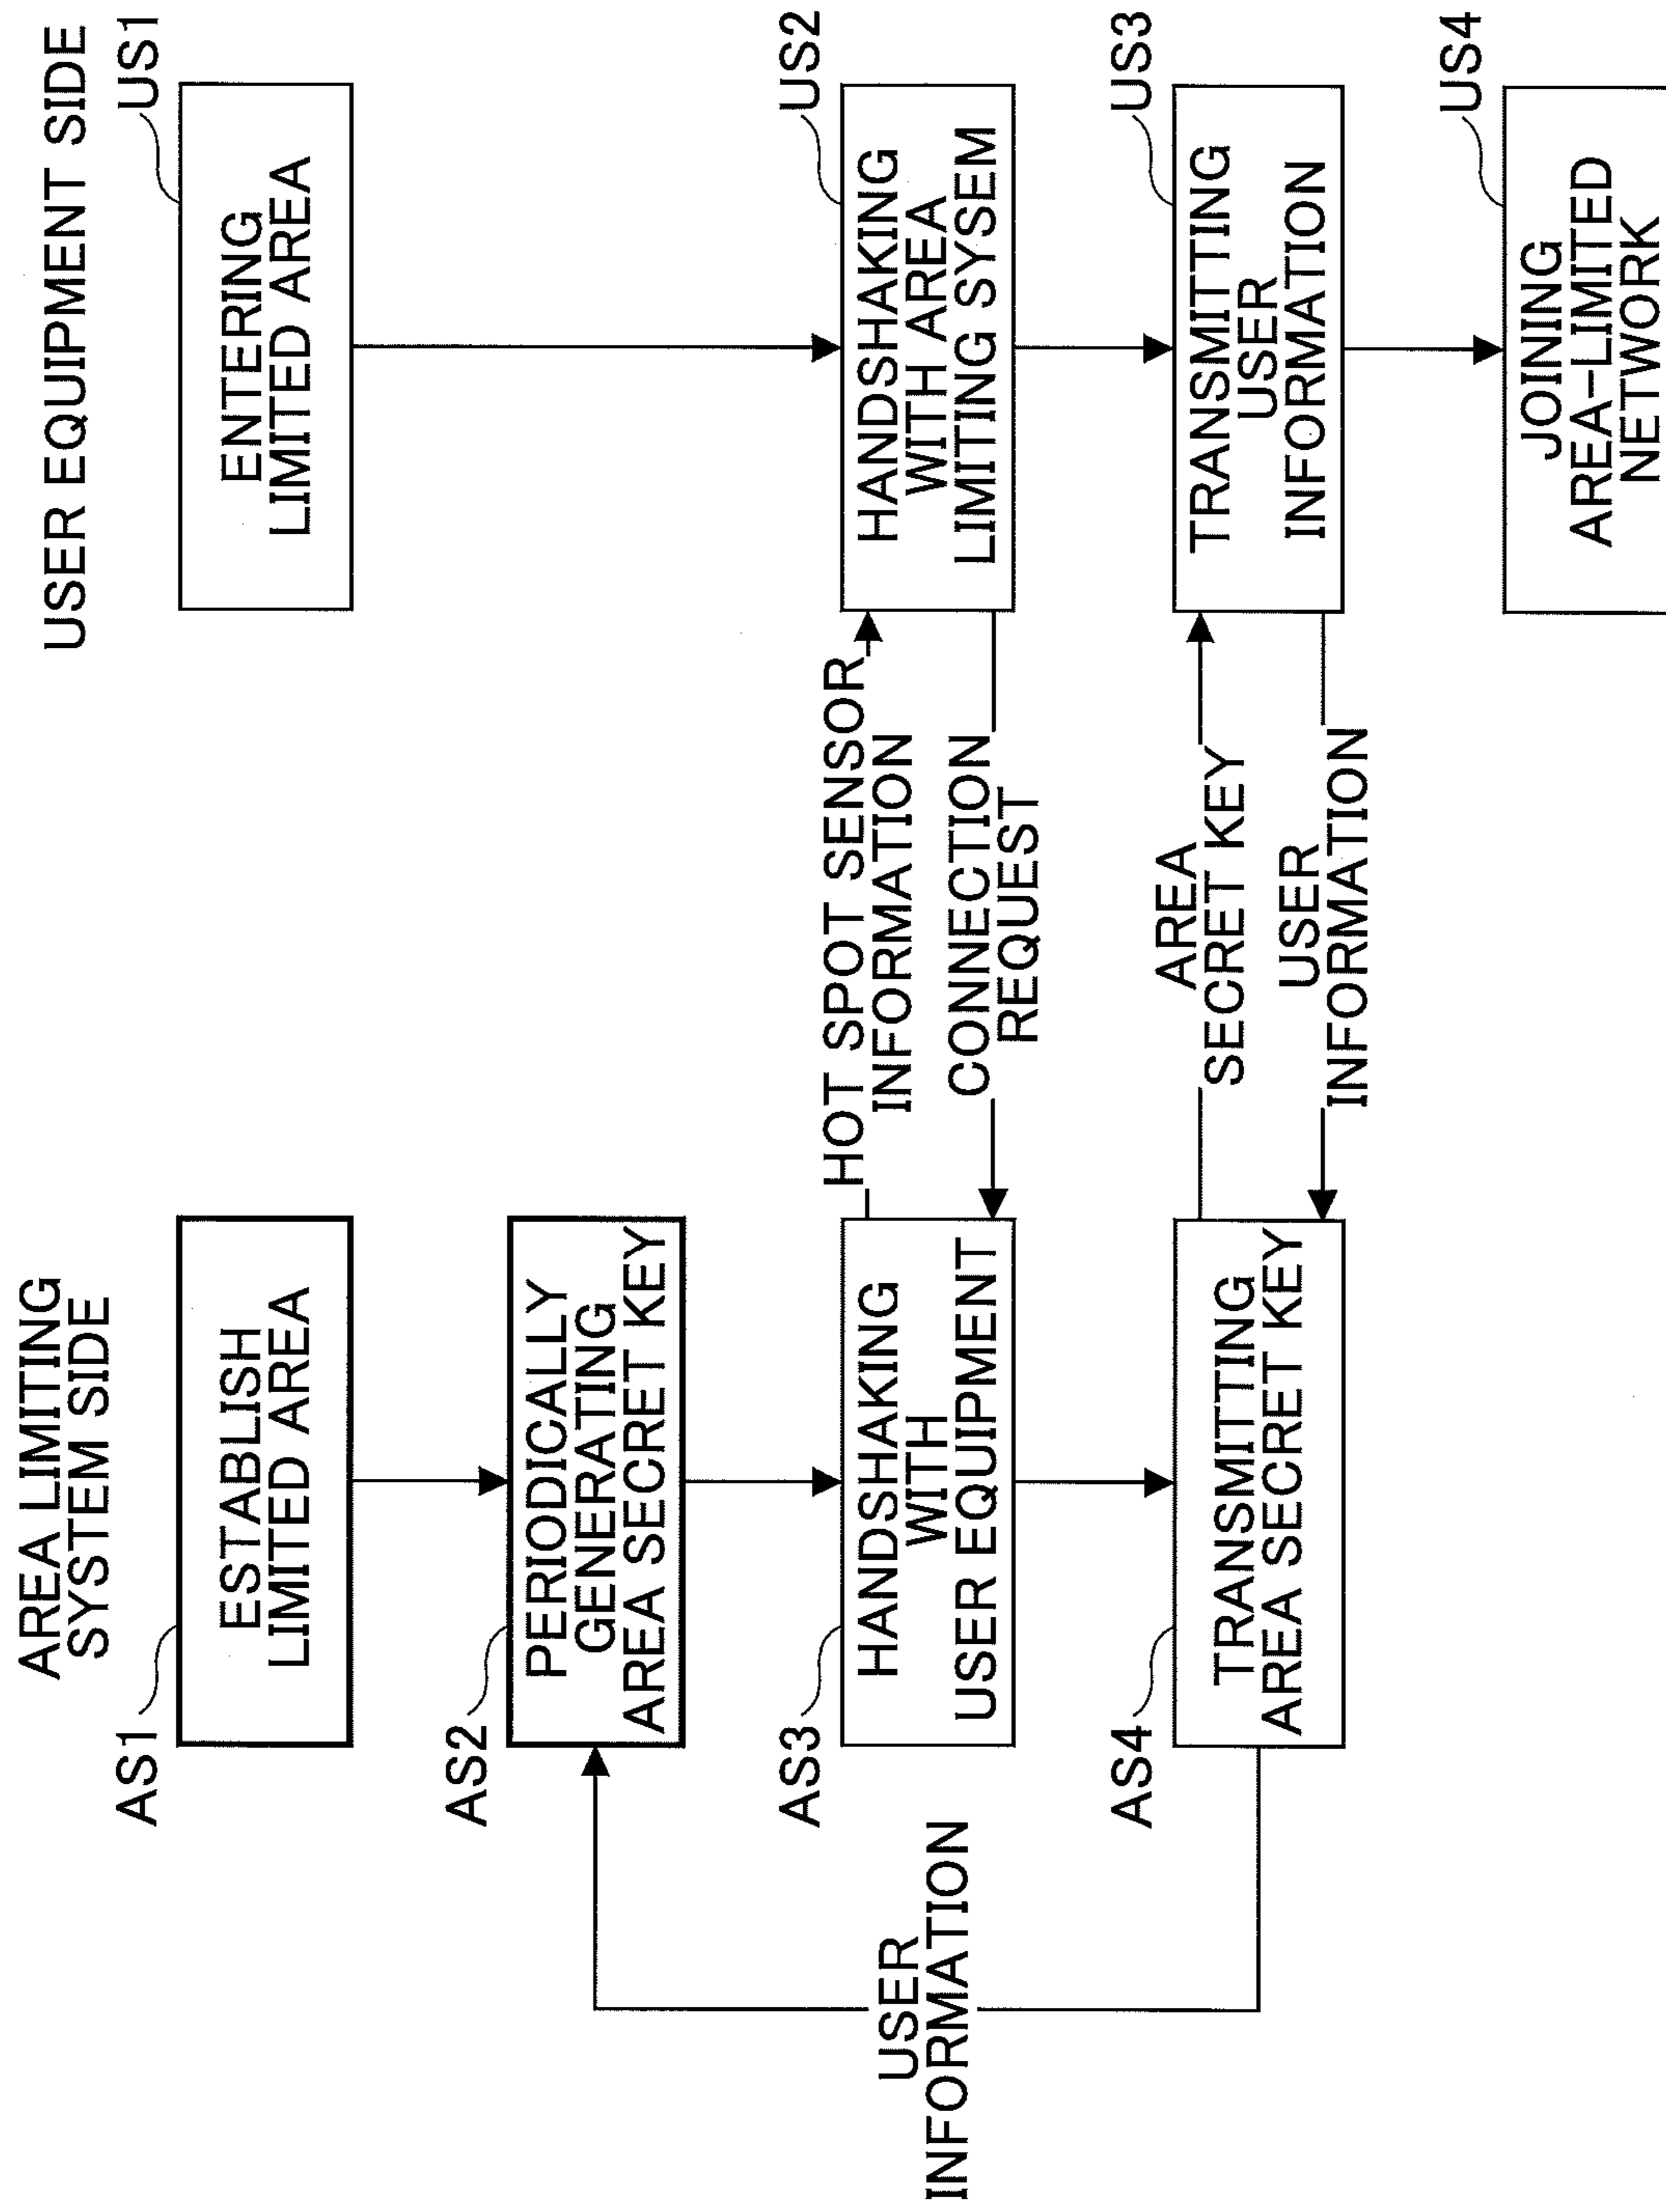 AREA LIMITING
SYSTEM SIDE
USER EQUIPMENT SIDE
AS1
ESTABLISH
LIMITED AREA
US1
ENTERING
LIMITED AREA
AS2
PERIODICALLY
GENERATING
AREA SECRET KEY
AS3
HANDSHAKING
WITH
USER EQUIPMENT
HOT SPOT SENSOR
INFORMATION
CONNECTION
REQUEST
US2
HANDSHAKING
WITH AREA
LIMITING SYSEM
USER
INFORMATION
AS4
TRANSMITTING
AREA SECRET KEY
AREA
SECRET KEY
USER
INFORMATION
US3
TRANSMITTING
USER
INFORMATION
US4
JOINING
AREA-LIMITED
NETWORK